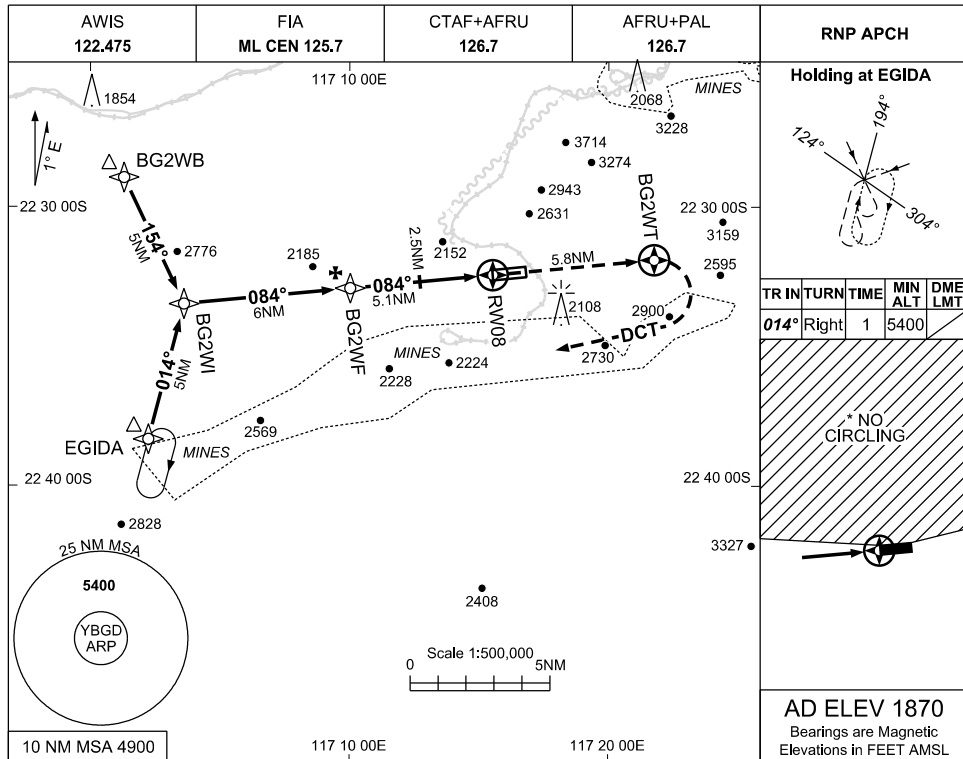 AWIS
122.475
FIA
ML CEN 125.7
CTAF+AFRU
126.7
AFRU+PAL
126.7
RNP APCH
117 10 00E
1854
2068
MINES
3228
1° E
BG2WB
3714
3274
2943
2631
BG2WT
22 30 00S
22 30 00S
3159
154°
5NM
2776
2185
2152
2.5NM
5.8NM
2595
084°
6NM
084°
5.1NM
RW08
BG2WI
BG2WF
2108
2900
DCT
2730
014°
5NM
MINES
2228
2224
EGIDA
MINES
2569
22 40 00S
22 40 00S
2828
25 NM MSA
5400
YBGD
ARP
3327
2408
Scale 1:500,000
0
5NM
10 NM MSA 4900
117 10 00E
117 20 00E
Holding at EGIDA
194°
124°
304°
TR IN TURN TIME MIN ALT DME LMT
014° Right 1 5400
* NO
CIRCLING
AD ELEV 1870
Bearings are Magnetic
Elevations in FEET AMSL